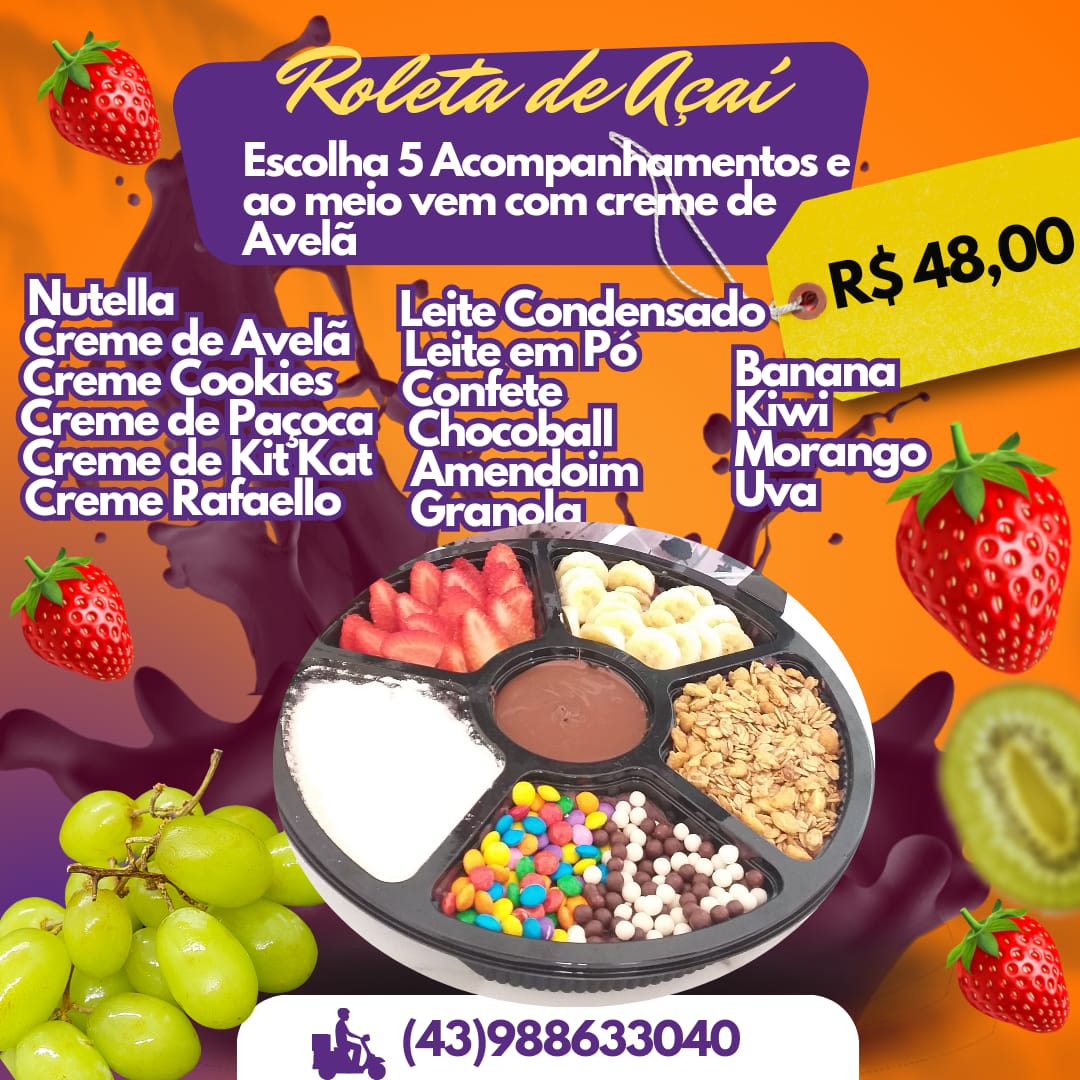 Roleta de Açaí
Escolha 5 Acompanhamentos e
ao meio vem com creme de
Avelã
R$ 48,00
Nutella
Creme de Avelã
Creme Cookies
Creme de Paçoca
Creme de Kit Kat
Creme Rafaello
Leite Condensado
Leite em Pó
Confete
Chocoball
Amendoim
Granola
Banana
Kiwi
Morango
Uva
(43)988633040